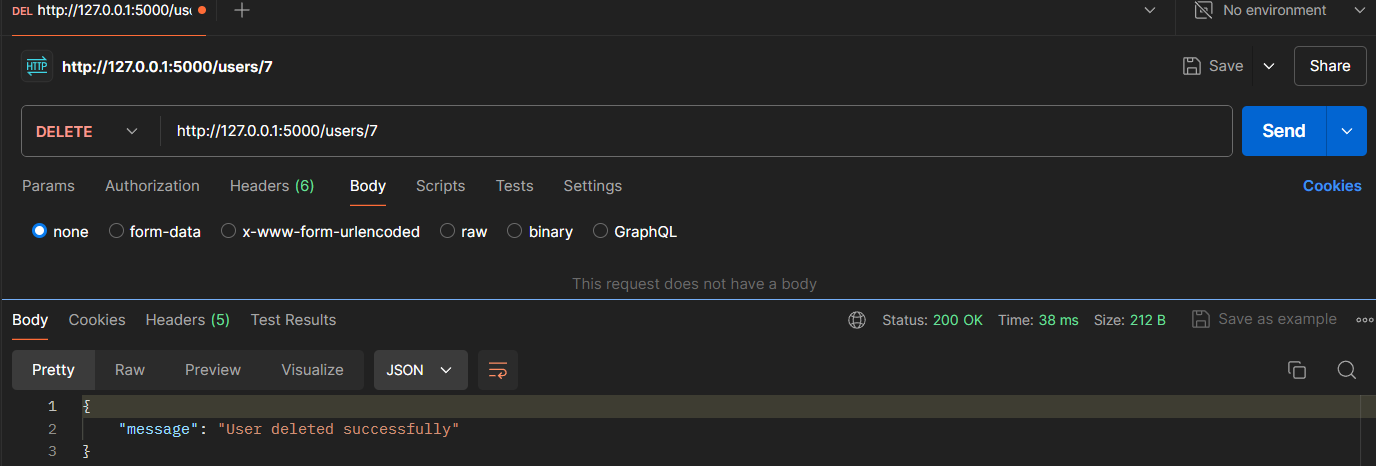 DEL http://127.0.0.1:5000/us No environment
HTTP http://127.0.0.1:5000/users/7 Save Share
DELETE http://127.0.0.1:5000/users/7 Send
Params Authorization Headers (6) Body Scripts Tests Settings Cookies
none form-data x-www-form-urlencoded raw binary GraphQL
This request does not have a body
Body Cookies Headers (5) Test Results Status: 200 OK Time: 38 ms Size: 212 B Save as example
Pretty Raw Preview Visualize JSON
1 {
2 "message": "User deleted successfully"
3 }